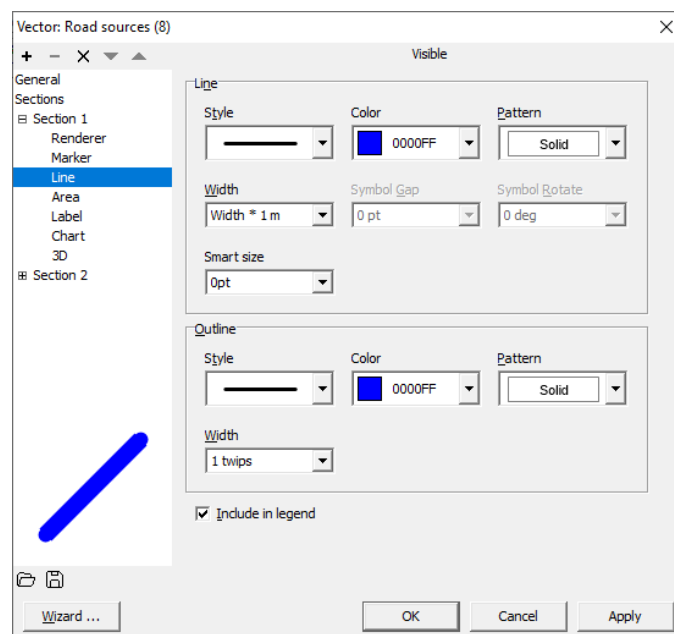 Vector: Road sources (8)
Visible
General
Sections
Section 1
Renderer
Marker
Line
Area
Label
Chart
3D
Section 2
Line
Style Color Pattern
0000FF Solid
Width Symbol Gap Symbol Rotate
Width * 1 m 0 pt 0 deg
Smart size
0pt
Outline
Style Color Pattern
0000FF Solid
Width
1 twips
Include in legend
Wizard ... OK Cancel Apply